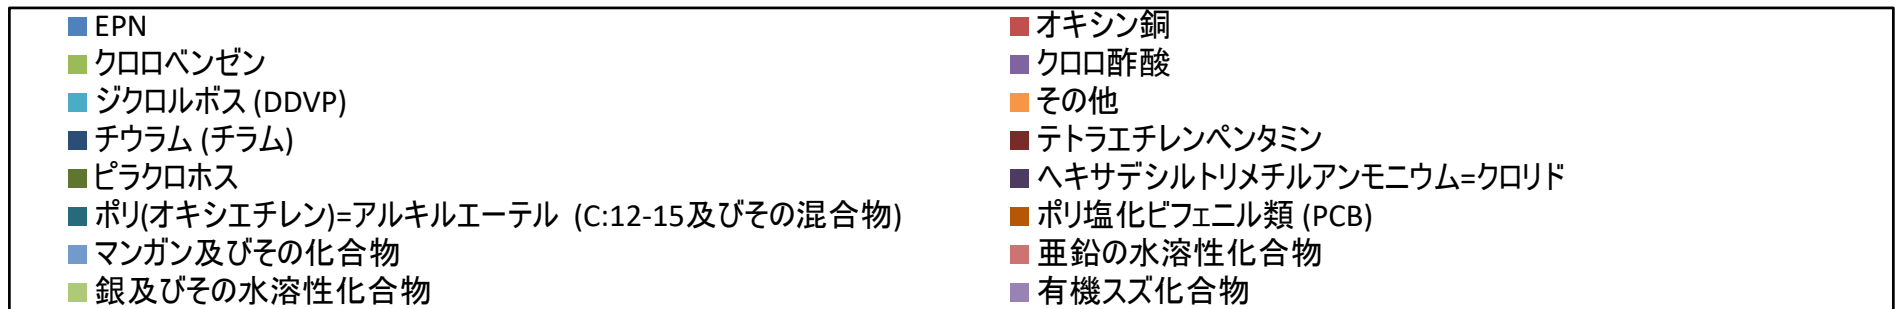 EPN オキシン銅
クロロベンゼン クロロ酢酸
ジクロルボス (DDVP) その他
チウラム (チラム) テトラエチレンペンタミン
ピラクロホス ヘキサデシルトリメチルアンモニウム=クロリド
ポリ(オキシエチレン)=アルキルエーテル (C:12-15及びその混合物) ポリ塩化ビフェニル類 (PCB)
マンガン及びその化合物 亜鉛の水溶性化合物
銀及びその水溶性化合物 有機スズ化合物